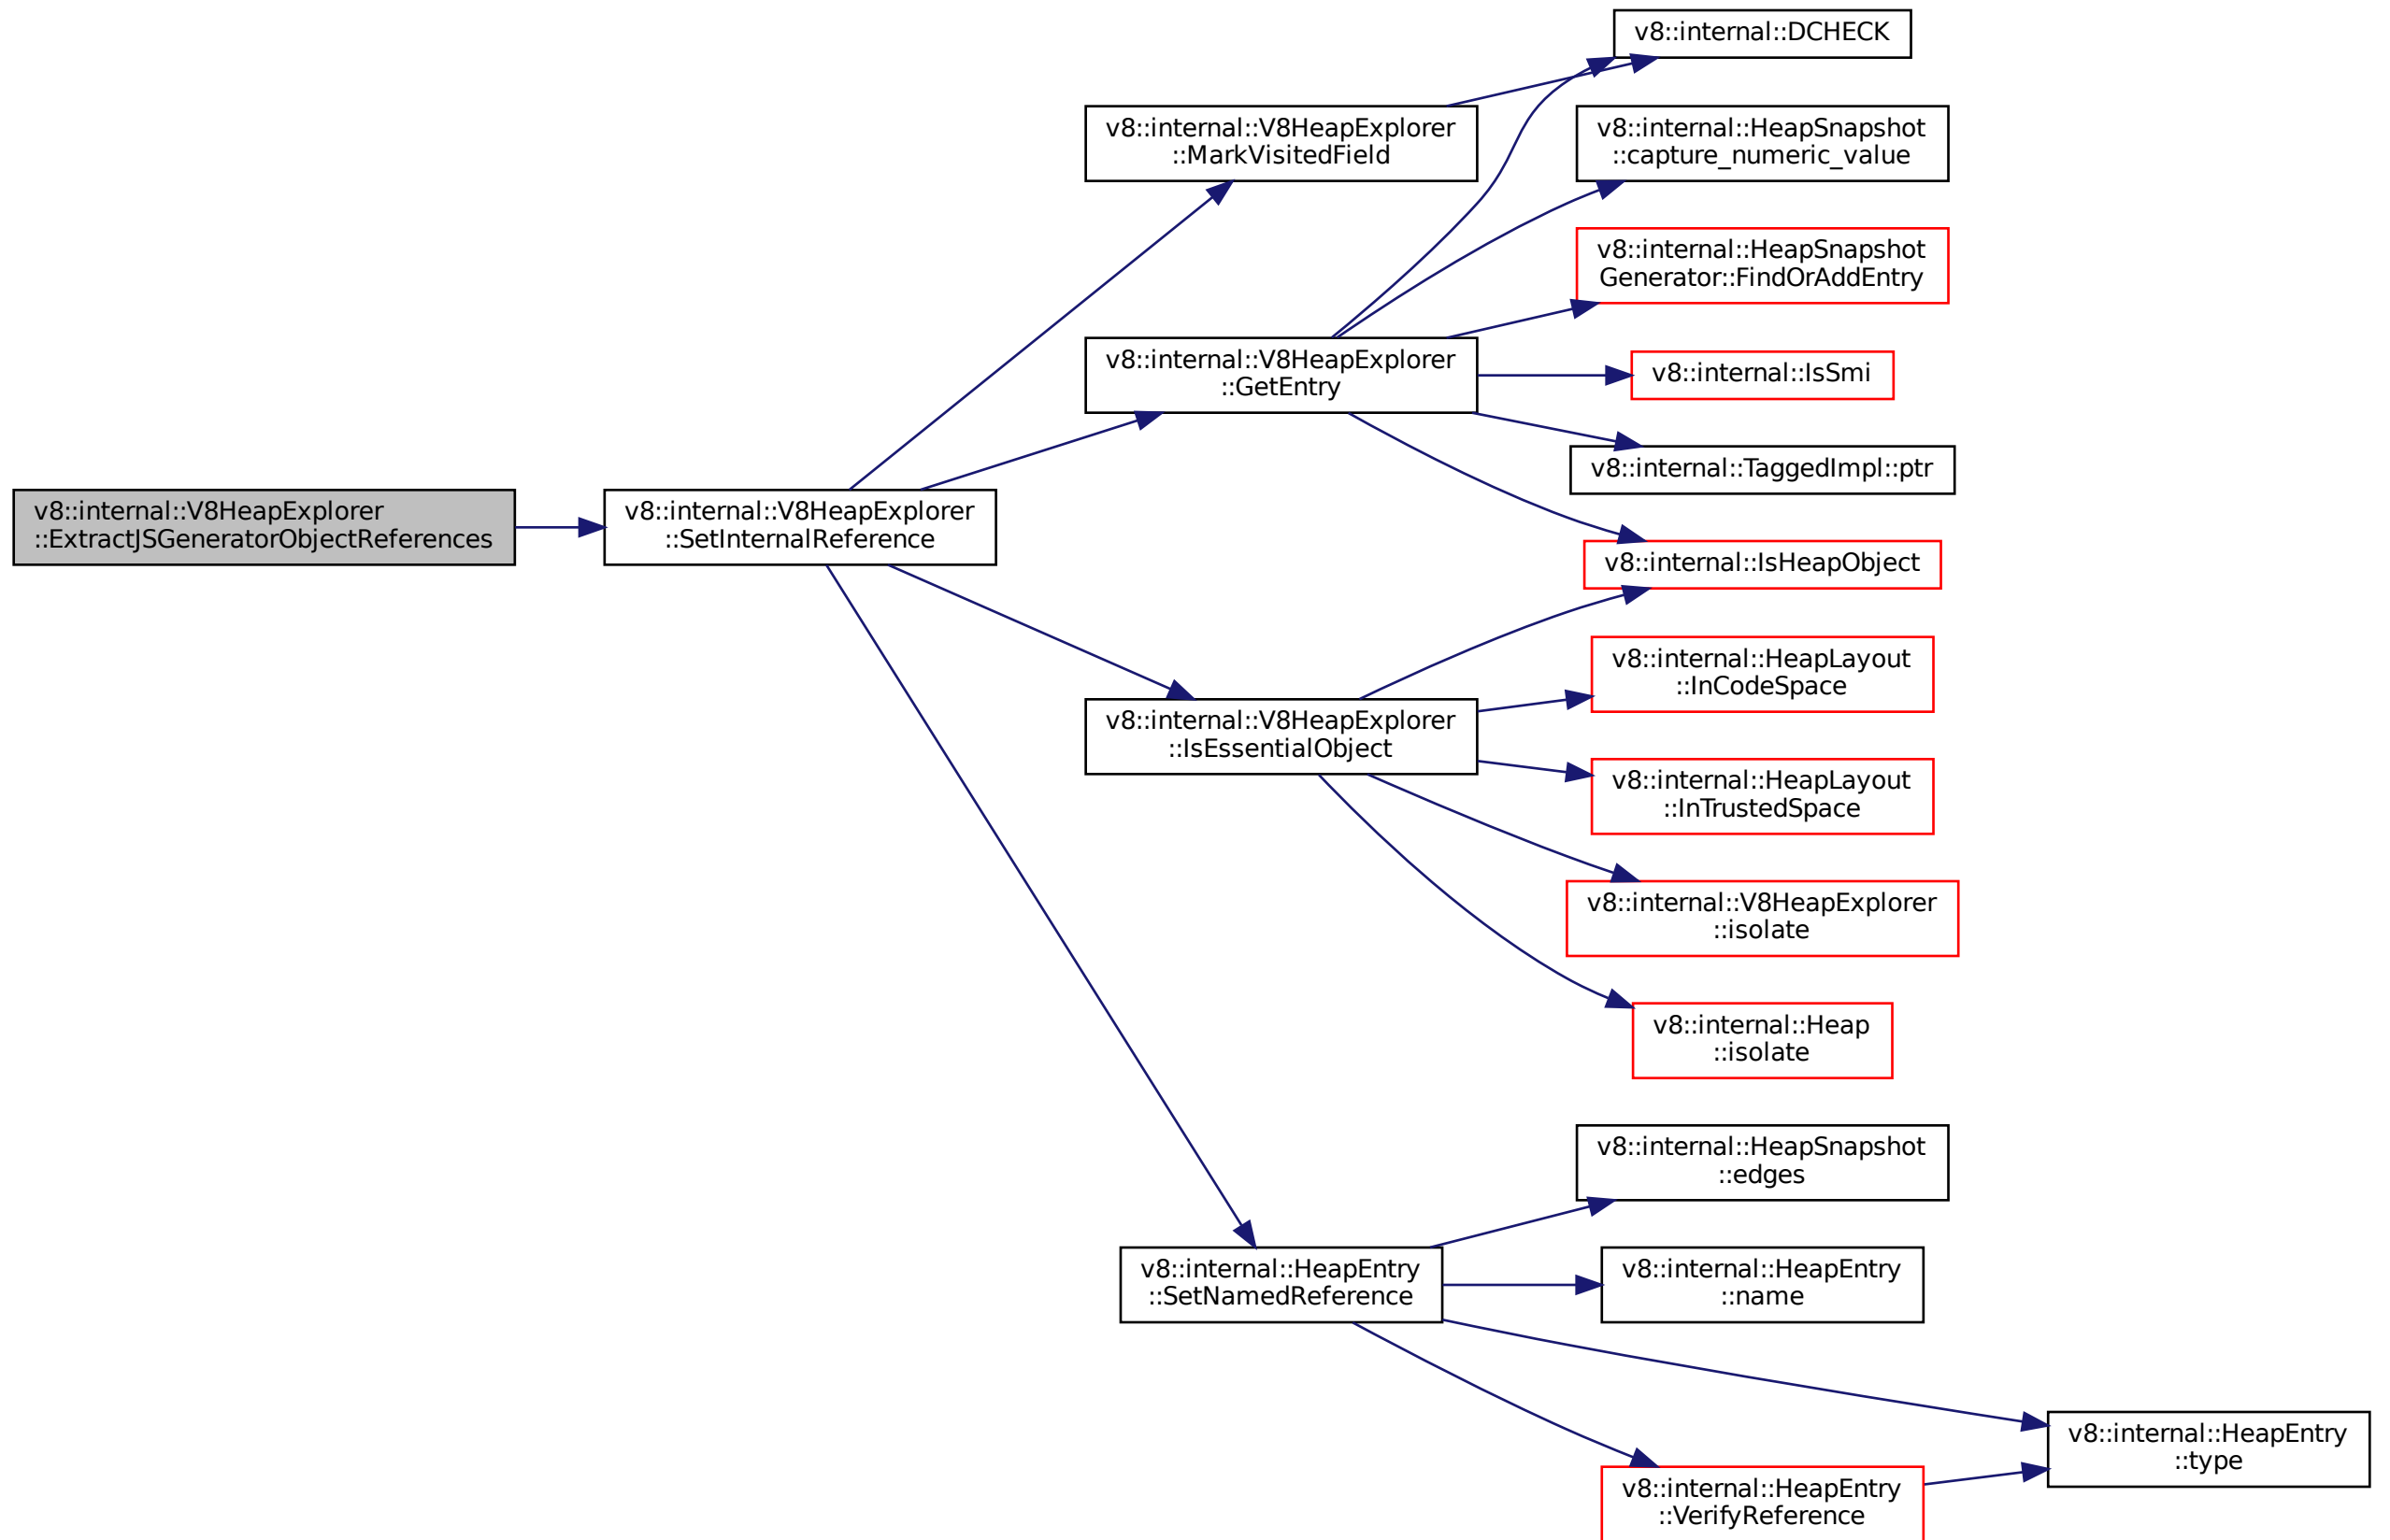 v8::internal::V8HeapExplorer
::ExtractJSGeneratorObjectReferences
v8::internal::V8HeapExplorer
::SetInternalReference
v8::internal::V8HeapExplorer
::MarkVisitedField
v8::internal::DCHECK
v8::internal::V8HeapExplorer
::GetEntry
v8::internal::HeapSnapshot
::capture_numeric_value
v8::internal::HeapSnapshot
Generator::FindOrAddEntry
v8::internal::IsSmi
v8::internal::TaggedImpl::ptr
v8::internal::IsHeapObject
v8::internal::V8HeapExplorer
::IsEssentialObject
v8::internal::HeapLayout
::InCodeSpace
v8::internal::HeapLayout
::InTrustedSpace
v8::internal::V8HeapExplorer
::isolate
v8::internal::Heap
::isolate
v8::internal::HeapEntry
::SetNamedReference
v8::internal::HeapSnapshot
::edges
v8::internal::HeapEntry
::name
v8::internal::HeapEntry
::type
v8::internal::HeapEntry
::VerifyReference